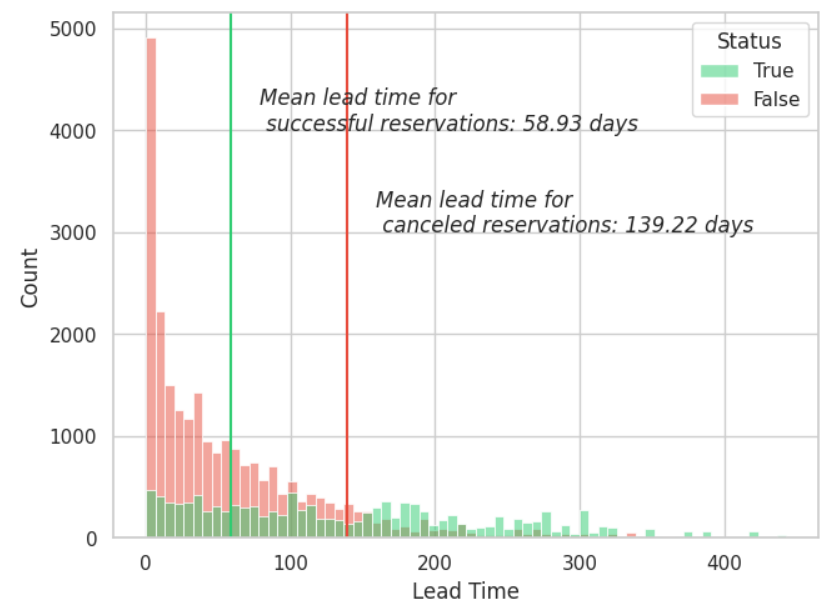 5000
4000
3000
2000
1000
0
Count
Mean lead time for
successful reservations: 58.93 days
Mean lead time for
canceled reservations: 139.22 days
Status
True
False
0
100
200
300
400
Lead Time